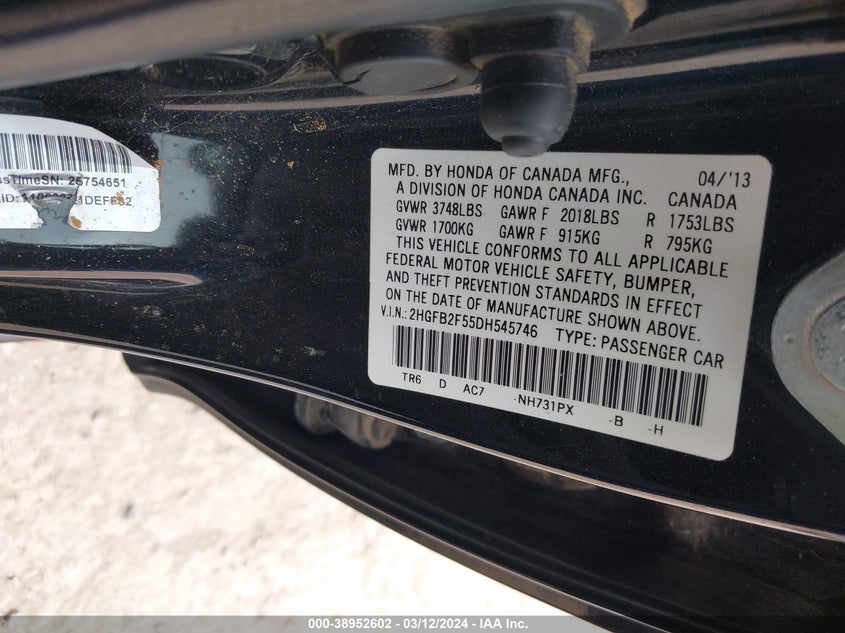 ssTimeSN: 25754651
MFD. BY HONDA OF CANADA MFG., 04/'13
A DIVISION OF HONDA CANADA INC. CANADA
GVWR 3748LBS GAWR F 2018LBS R 1753LBS
GVWR 1700KG GAWR F 915KG R 795KG
THIS VEHICLE CONFORMS TO ALL APPLICABLE
FEDERAL MOTOR VEHICLE SAFETY, BUMPER,
AND THEFT PREVENTION STANDARDS IN EFFECT
ON THE DATE OF MANUFACTURE SHOWN ABOVE.
V.I.N.: 2HGFB2F55DH545746 TYPE: PASSENGER CAR
TR6 D AC7 -NH731PX -B -H
000-38952602 / 03/12/2024 - IAA Inc.